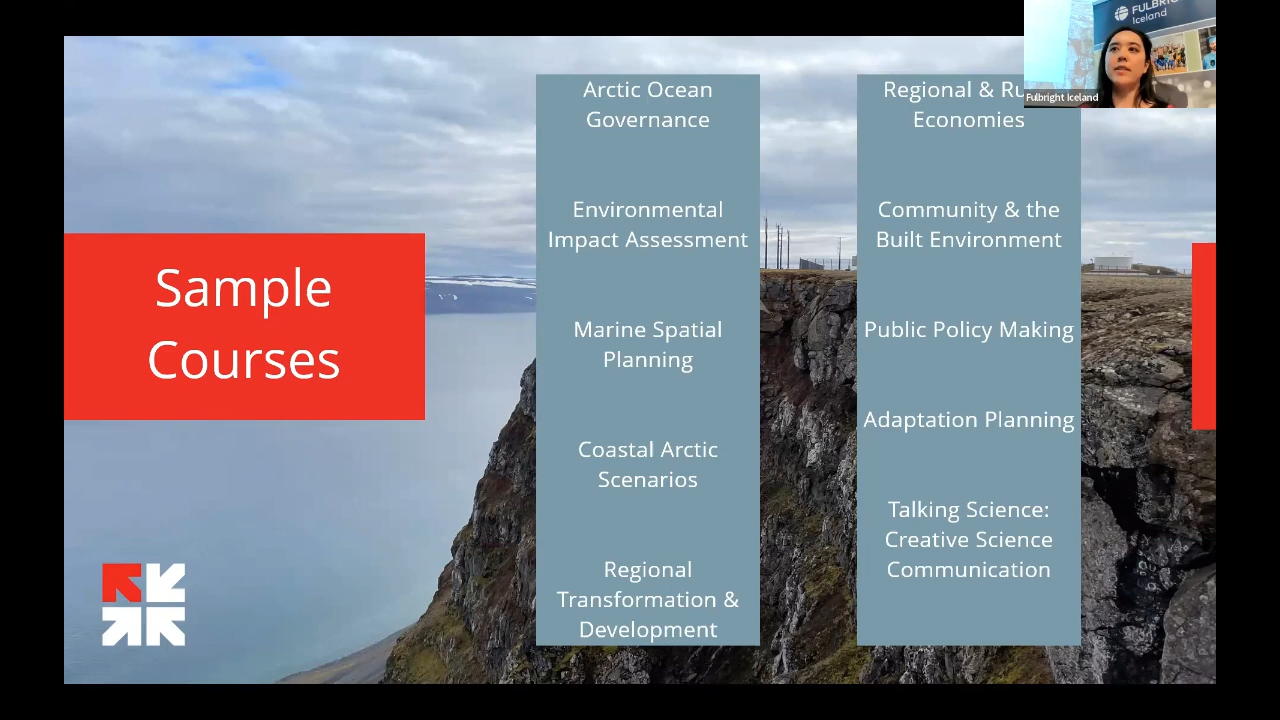 Sample
Courses
Arctic Ocean
Governance
Environmental
Impact Assessment
Marine Spatial
Planning
Coastal Arctic
Scenarios
Regional
Transformation &
Development
Regional &
Economies
Community & the
Built Environment
Public Policy Making
Adaptation Planning
Talking Science:
Creative Science
Communication
Iceland
Fulbright Iceland